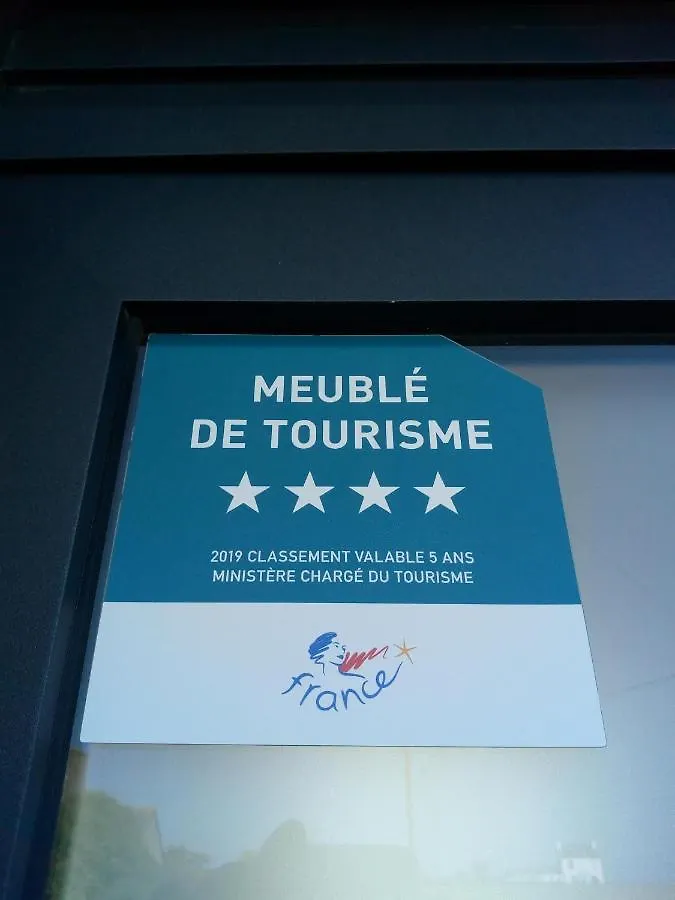 MEUBLÉ
DE TOURISME
★ ★ ★ ★
2019 CLASSEMENT VALABLE 5 ANS
MINISTÈRE CHARGÉ DU TOURISME
france